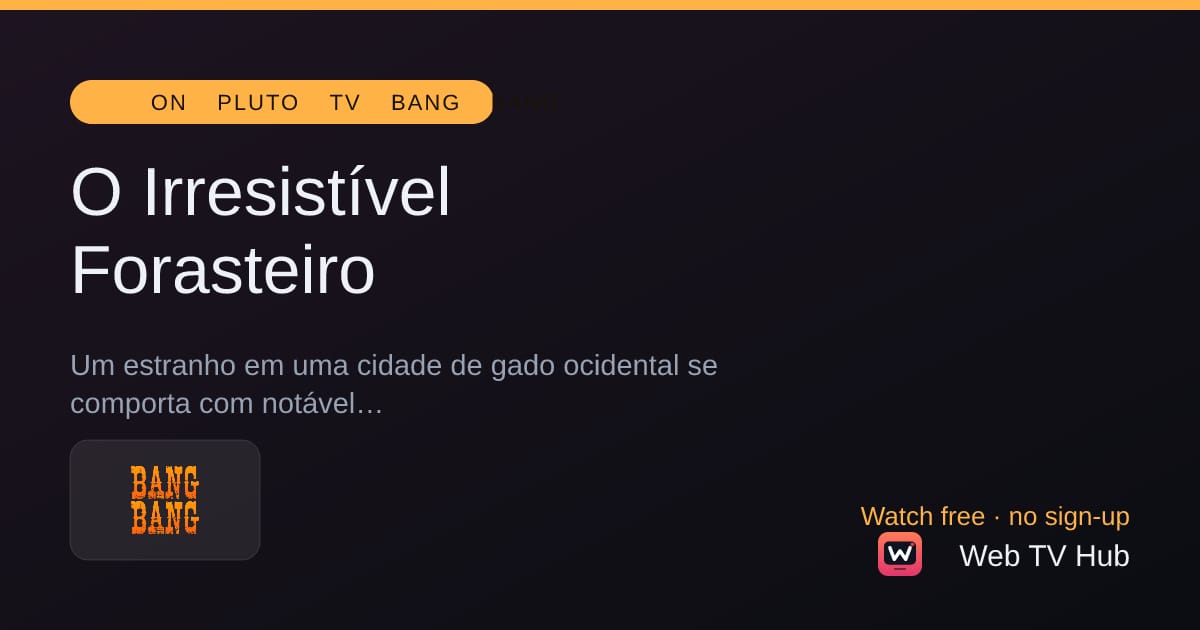 ON PLUTO TV BANG
O Irresistível
Forasteiro
Um estranho em uma cidade de gado ocidental se
comporta com notável…
BANG
BANG
Watch free · no sign-up
Web TV Hub